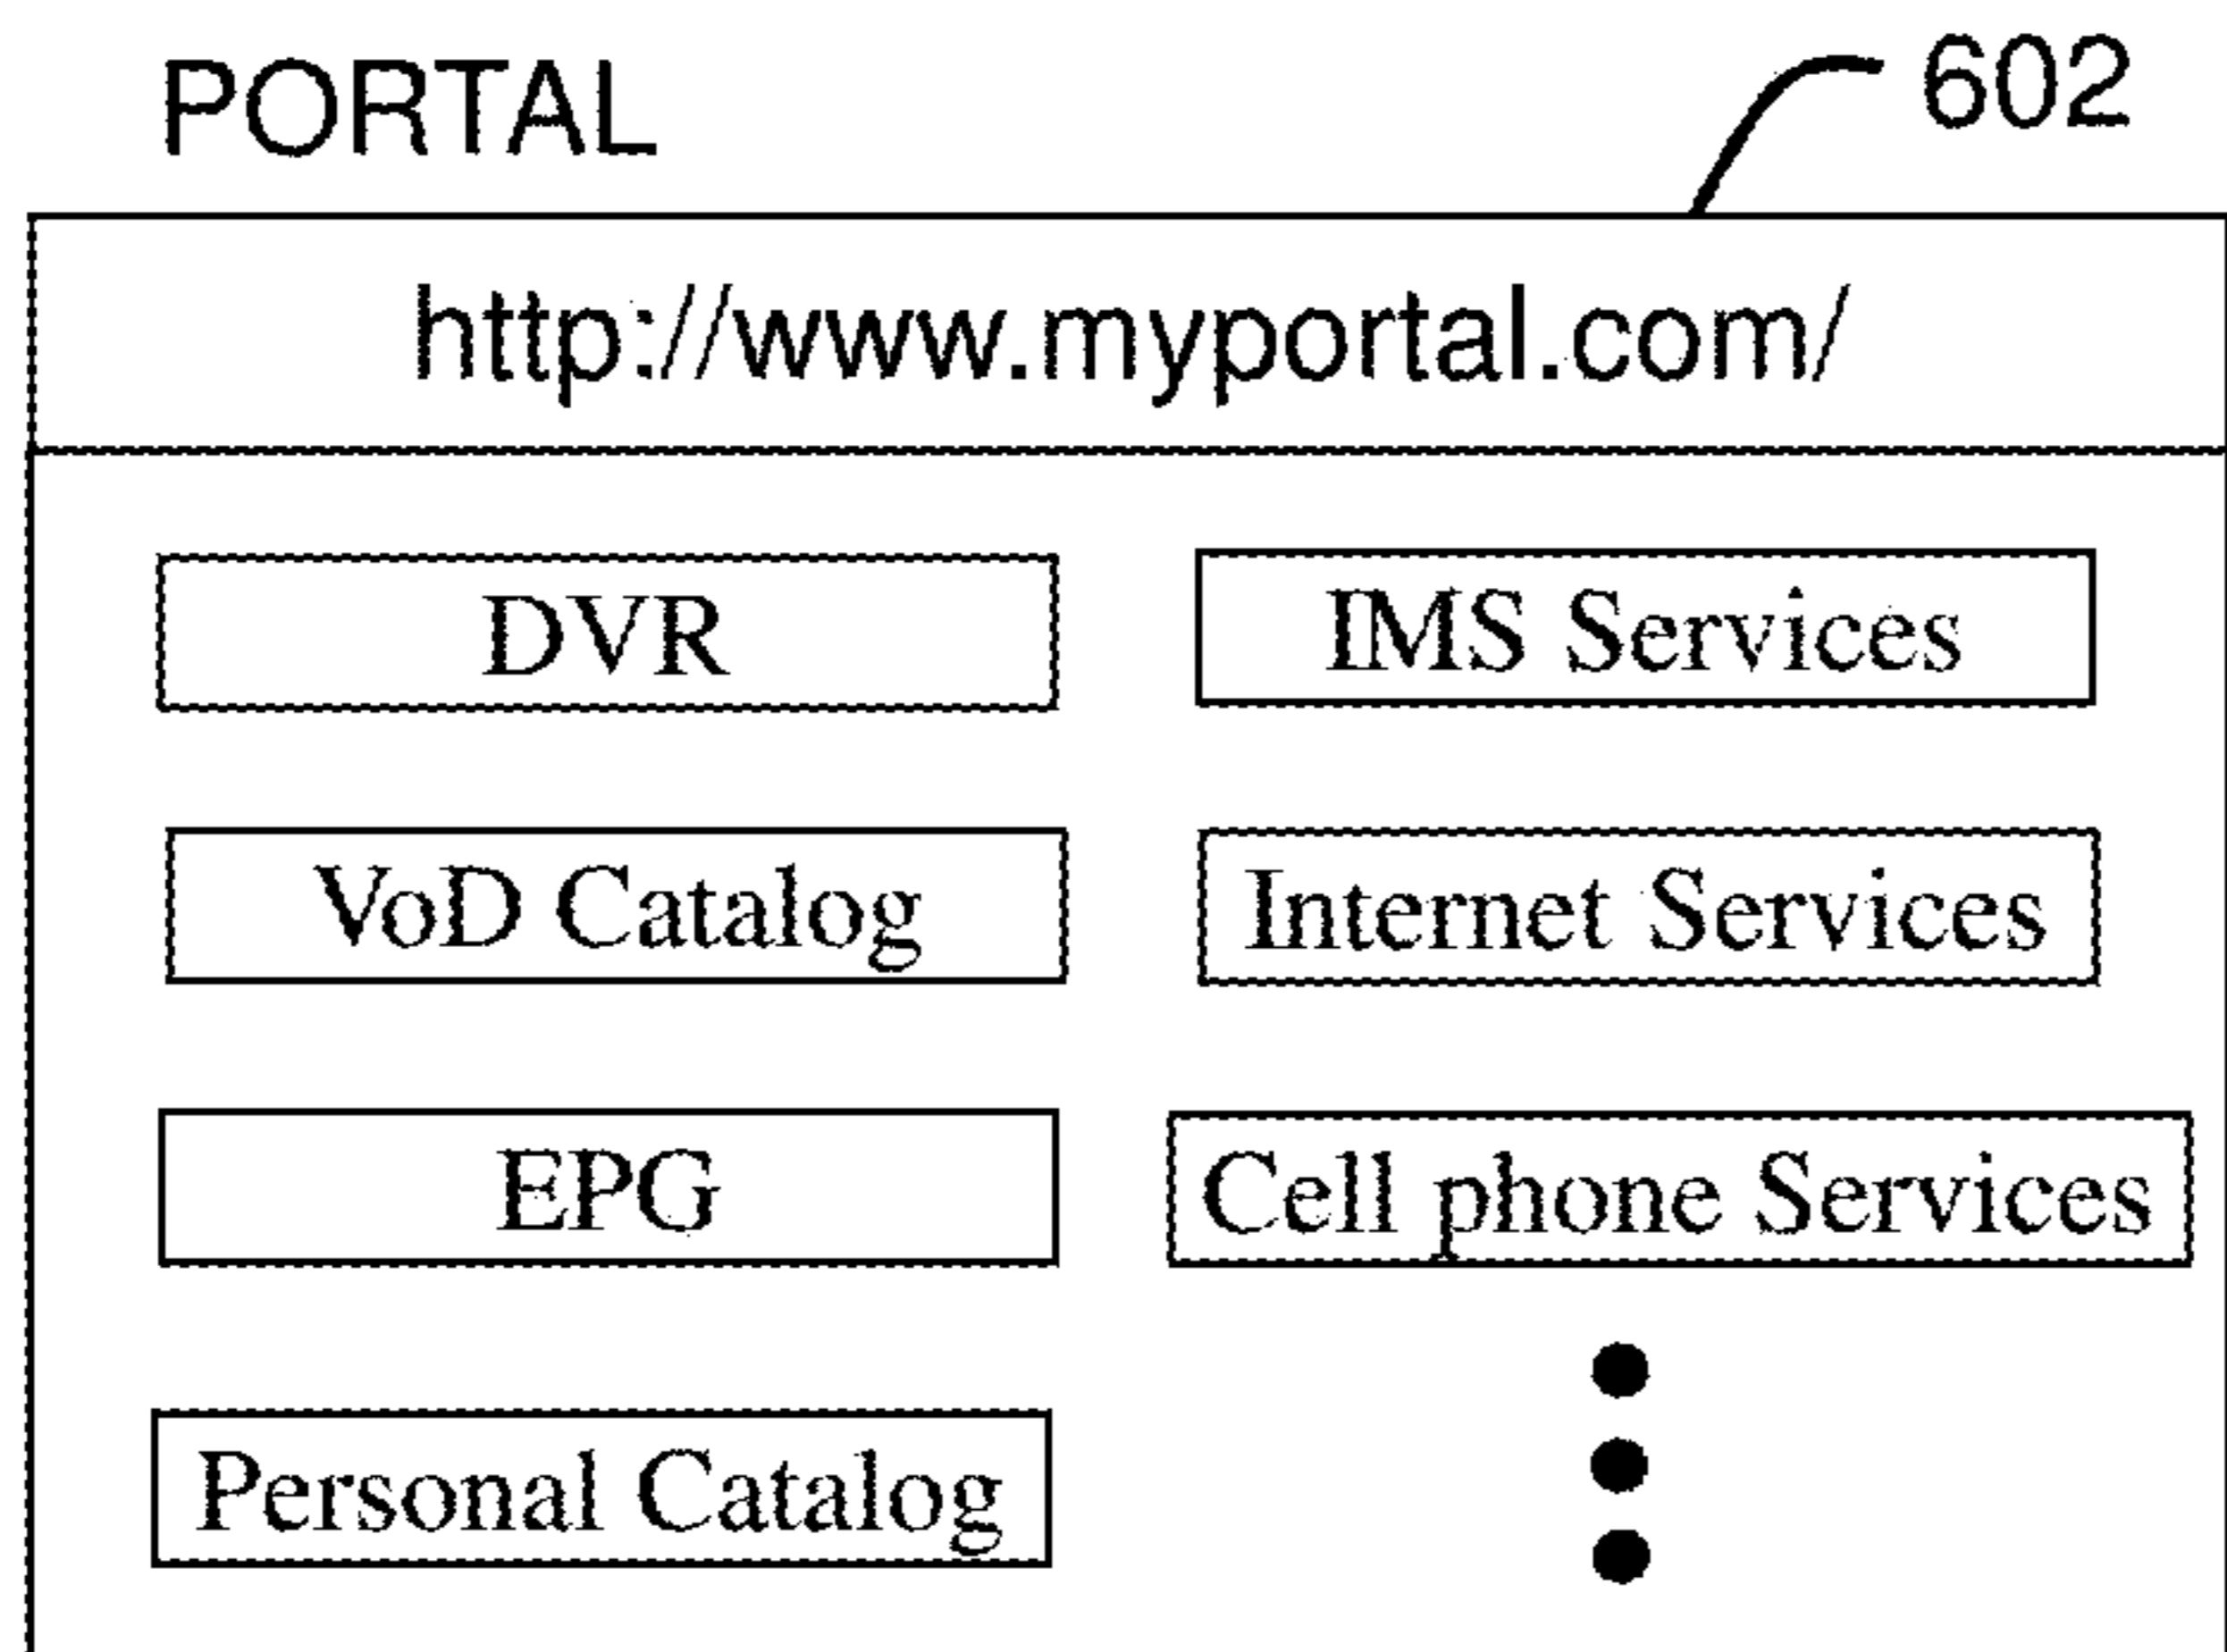 PORTAL
602
http://www.myportal.com/
DVR
IMS Services
VoD Catalog
Internet Services
EPG
Cell phone Services
Personal Catalog